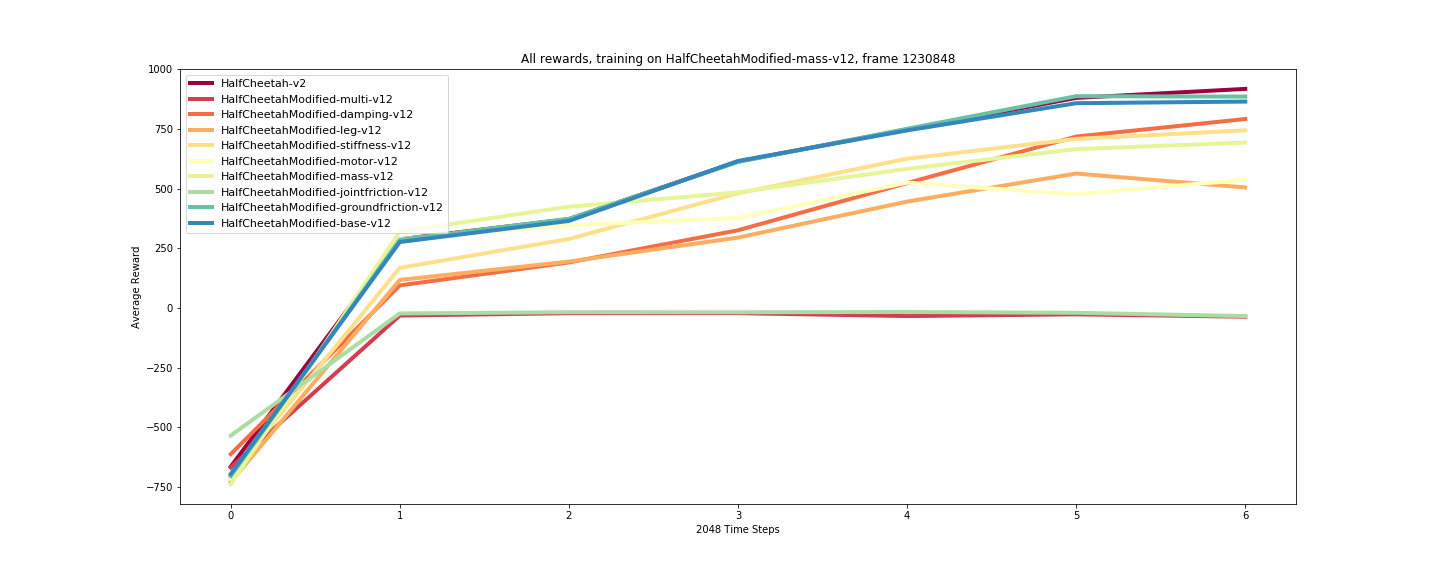 All rewards, training on HalfCheetahModified-mass-v12, frame 1230848
1000
750
500
250
0
−250
−500
−750
Average Reward
HalfCheetah-v2
HalfCheetahModified-multi-v12
HalfCheetahModified-damping-v12
HalfCheetahModified-leg-v12
HalfCheetahModified-stiffness-v12
HalfCheetahModified-motor-v12
HalfCheetahModified-mass-v12
HalfCheetahModified-jointfriction-v12
HalfCheetahModified-groundfriction-v12
HalfCheetahModified-base-v12
0 1 2 3 4 5 6
2048 Time Steps